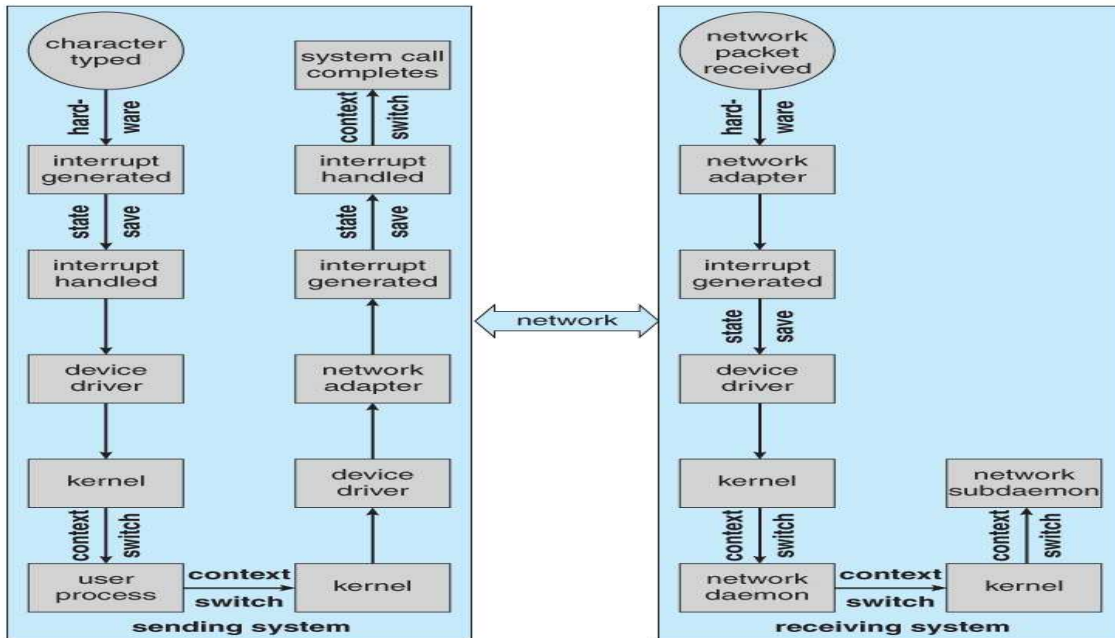 character
typed
hard-
ware
interrupt
generated
state
save
interrupt
handled
device
driver
kernel
context
switch
user
process
context
switch
kernel
device
driver
network
adapter
interrupt
generated
state
save
interrupt
handled
context
switch
system call
completes
sending system
network
network
packet
received
hard-
ware
network
adapter
interrupt
generated
state
save
device
driver
kernel
context
switch
network
daemon
context
switch
kernel
context
switch
network
subdaemon
receiving system